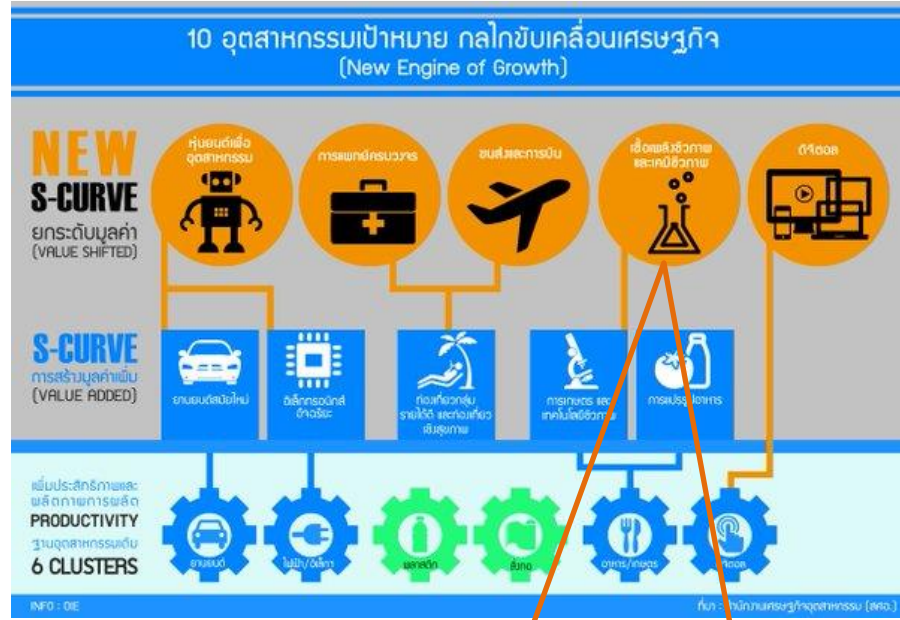 10 อุตสาหกรรมเป้าหมาย กลไกขับเคลื่อนเศรษฐกิจ
(New Engine of Growth)
NEW
S-CURVE
ยกระดับมูลค่า
(VALUE SHIFTED)
หุ่นยนต์เพื่อ
อุตสาหกรรม
การแพทย์ครบวงจร
ขนส่งและการบิน
เชื้อเพลิงชีวภาพ
และเคมีชีวภาพ
ดิจิตอล
S-CURVE
การสร้างมูลค่าเพิ่ม
(VALUE ADDED)
ยานยนต์สมัยใหม่
อิเล็กทรอนิกส์
อัจฉริยะ
ท่องเที่ยวกลุ่ม
รายได้ดี และท่องเที่ยว
เชิงสุขภาพ
การเกษตร และ
เทคโนโลยีชีวภาพ
การแปรรูปอาหาร
เพิ่มประสิทธิภาพและ
ผลิตภาพการผลิต
PRODUCTIVITY
ฐานอุตสาหกรรมเดิม
6 CLUSTERS
ยานยนต์
ไฟฟ้า/อิเล็กฯ
พลาสติก
สิ่งทอ
อาหาร/เกษตร
ดิจิตอล
INFO : OIE
ที่มา : สำนักงานเศรษฐกิจอุตสาหกรรม (สศอ.)